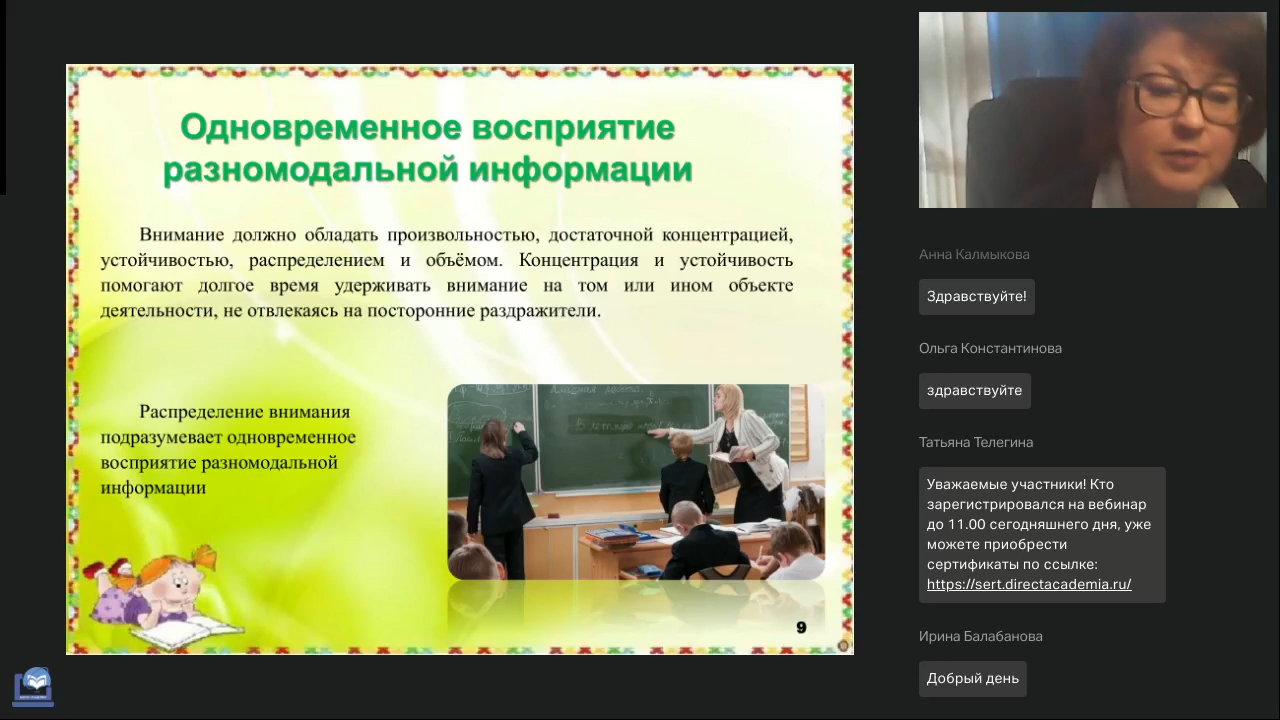 Одновременное восприятие
разномодальной информации
Внимание должно обладать произвольностью, достаточной концентрацией,
устойчивостью, распределением и объёмом. Концентрация и устойчивость
помогают долгое время удерживать внимание на том или ином объекте
деятельности, не отвлекаясь на посторонние раздражители.
Распределение внимания
подразумевает одновременное
восприятие разномодальной
информации
9
Анна Калмыкова
Здравствуйте!
Ольга Константинова
здравствуйте
Татьяна Телегина
Уважаемые участники! Кто
зарегистрировался на вебинар
до 11.00 сегодняшнего дня, уже
можете приобрести
сертификаты по ссылке:
https://sert.directacademia.ru/
Ирина Балабанова
Добрый день